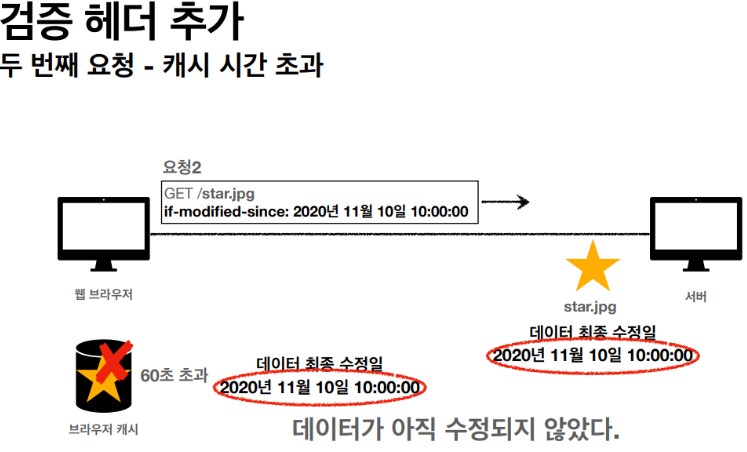 검증 헤더 추가
두 번째 요청 - 캐시 시간 초과
요청2
GET /star.jpg
if-modified-since: 2020년 11월 10일 10:00:00
웹 브라우저
star.jpg
서버
데이터 최종 수정일
2020년 11월 10일 10:00:00
60초 초과
데이터 최종 수정일
2020년 11월 10일 10:00:00
브라우저 캐시
데이터가 아직 수정되지 않았다.